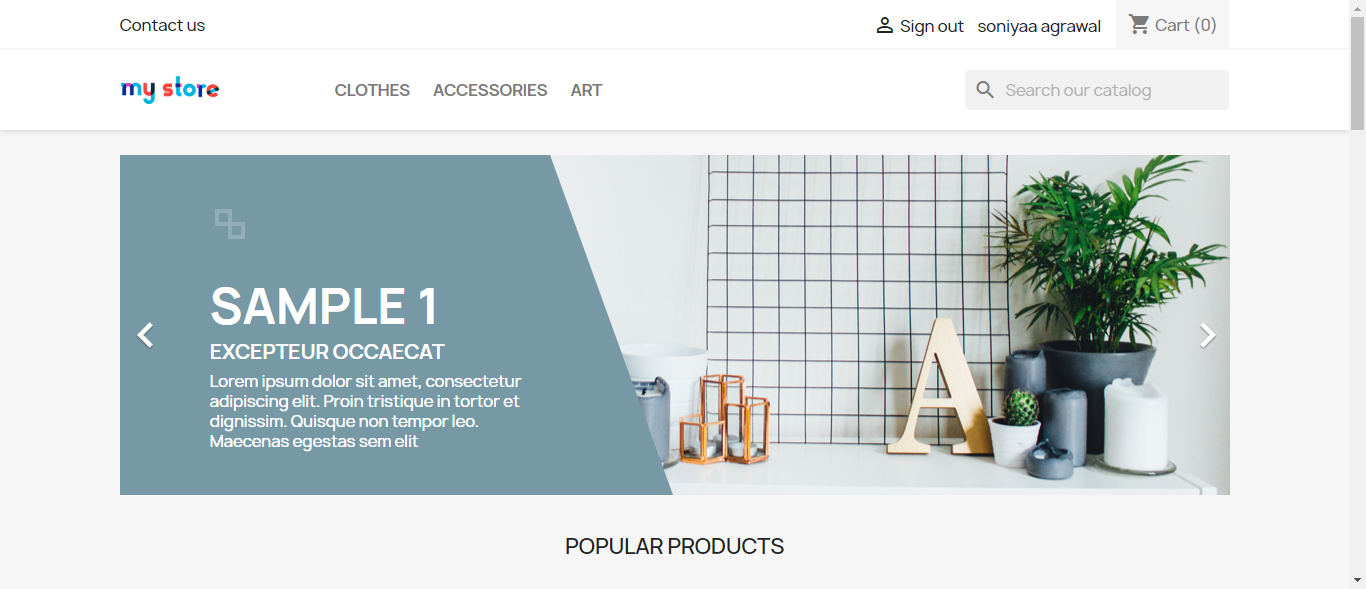 Contact us
Sign out soniyaa agrawal Cart (0)
my store
CLOTHES ACCESSORIES ART
Search our catalog
SAMPLE 1
EXCEPTEUR OCCAECAT
Lorem ipsum dolor sit amet, consectetur
adipiscing elit. Proin tristique in tortor et
dignissim. Quisque non tempor leo.
Maecenas egestas sem elit
A
POPULAR PRODUCTS